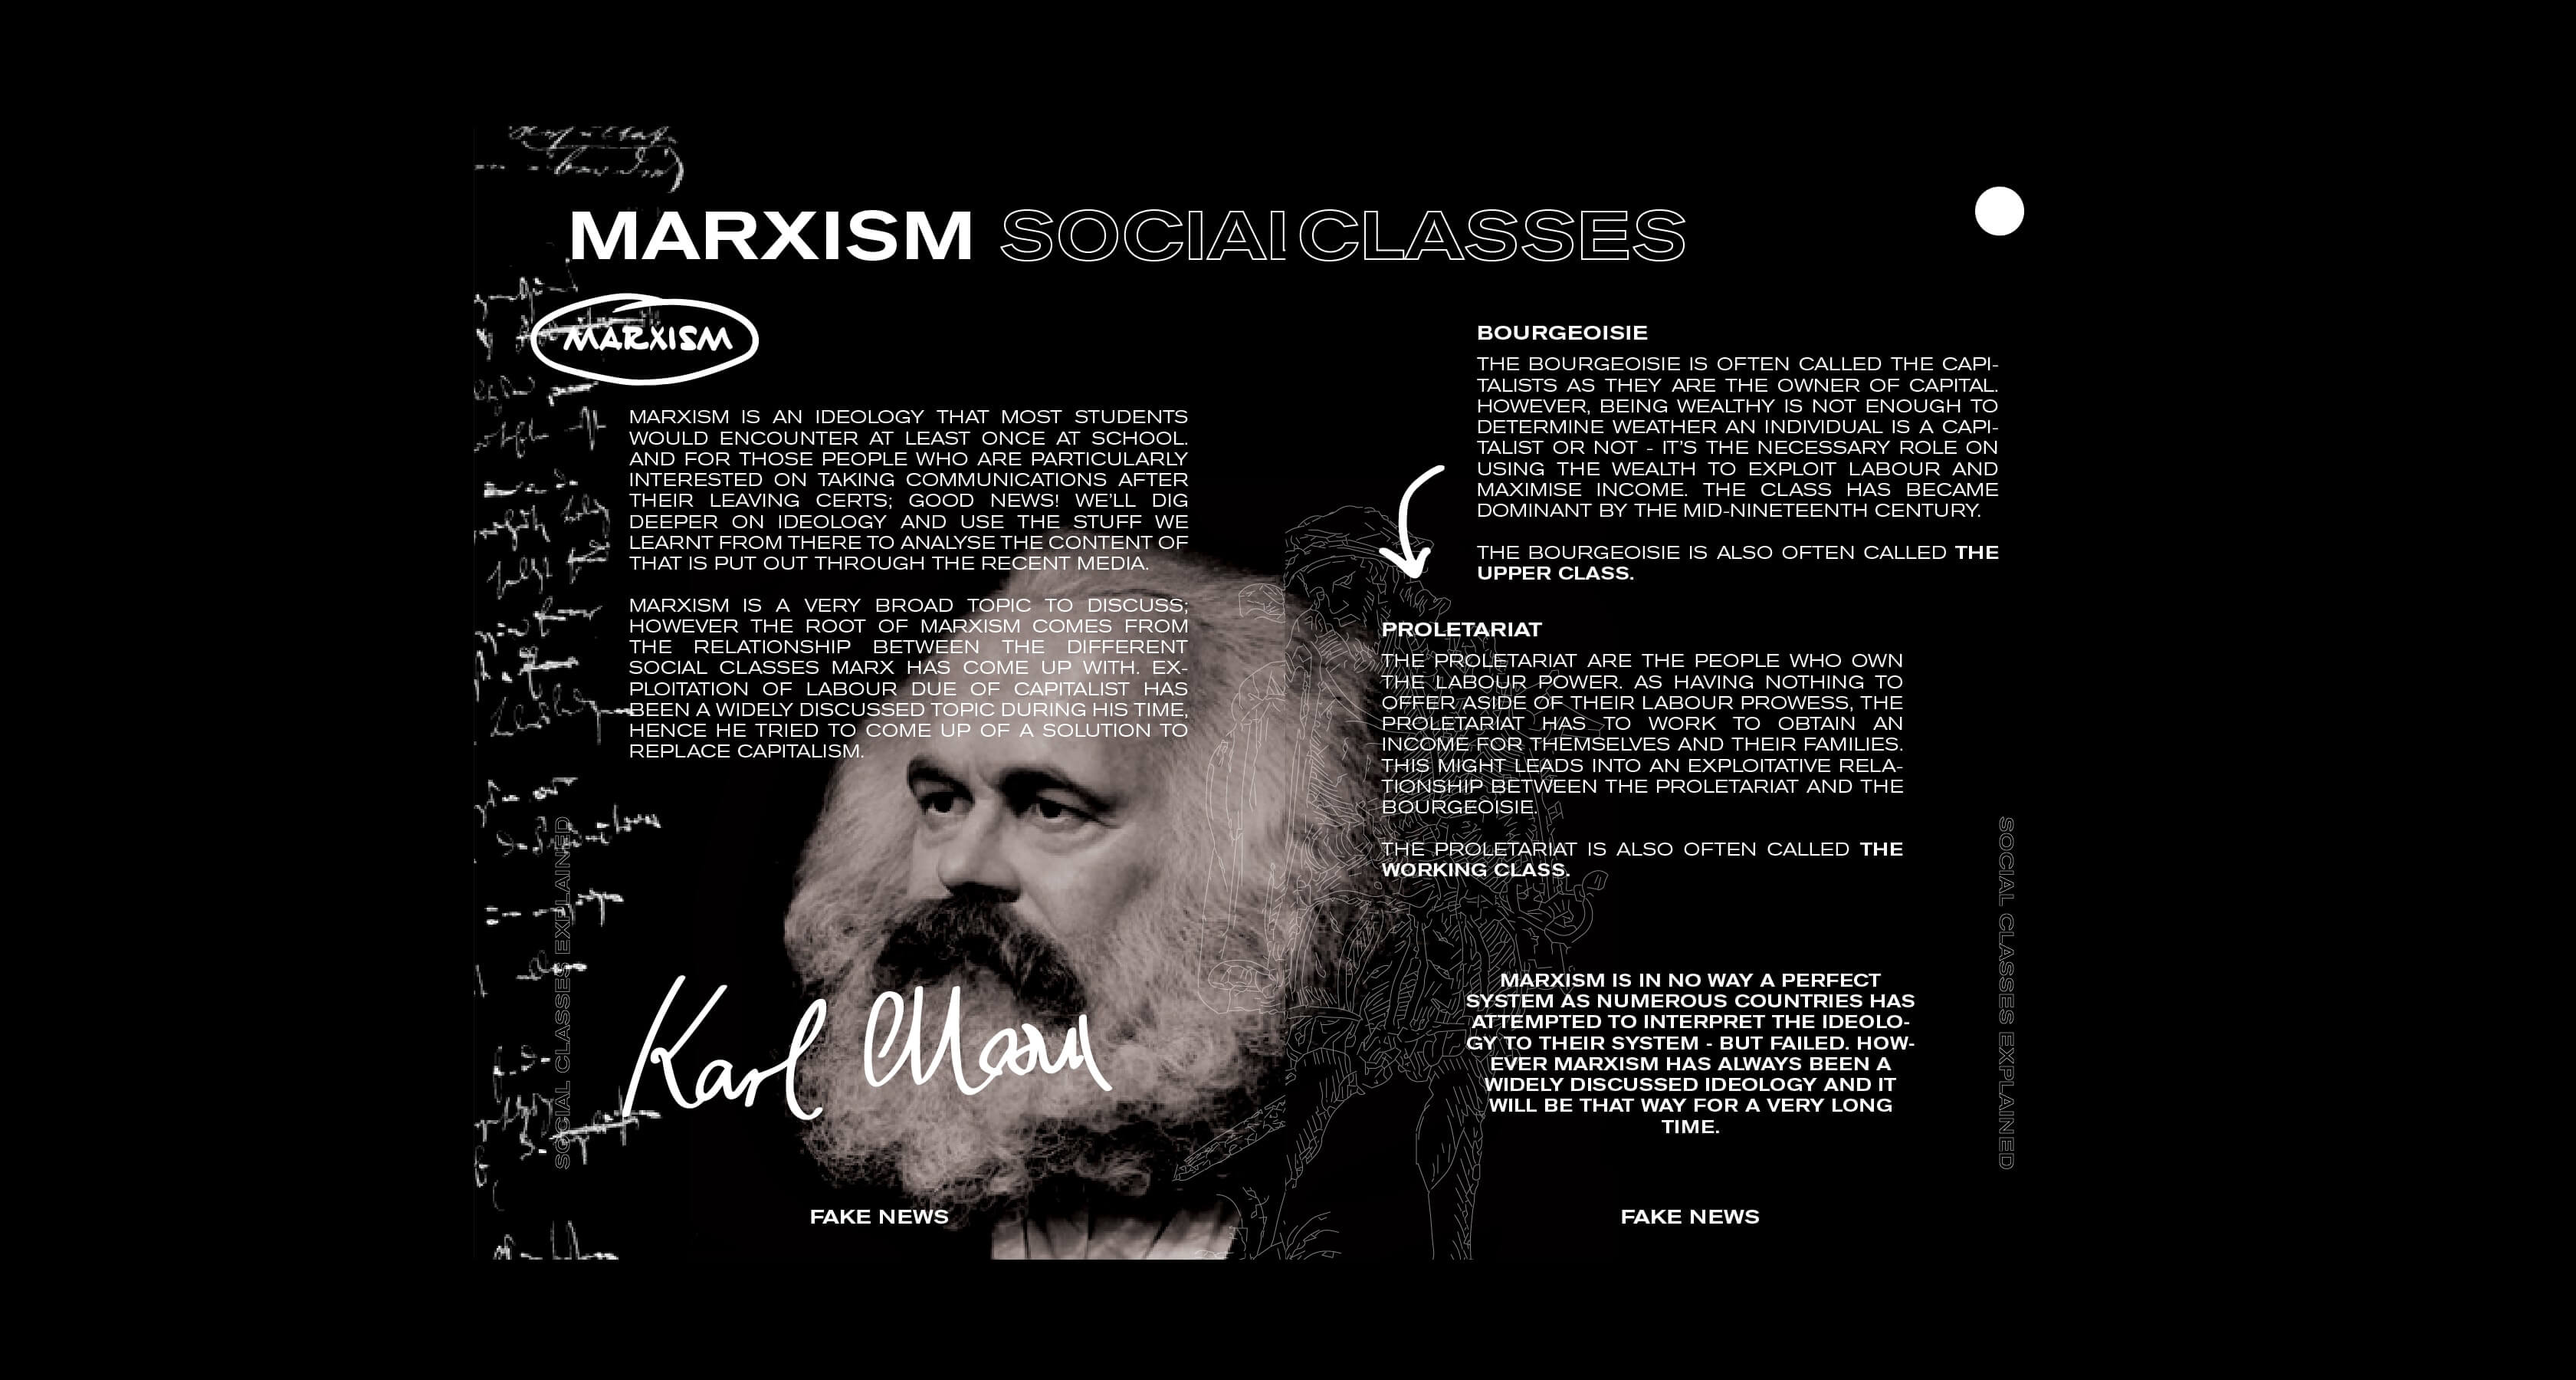 MARXISM SOCIAL CLASSES
MARXISM
MARXISM IS AN IDEOLOGY THAT MOST STUDENTS
WOULD ENCOUNTER AT LEAST ONCE AT SCHOOL.
AND FOR THOSE PEOPLE WHO ARE PARTICULARLY
INTERESTED ON TAKING COMMUNICATIONS AFTER
THEIR LEAVING CERTS; GOOD NEWS! WE'LL DIG
DEEPER ON IDEOLOGY AND USE THE STUFF WE
LEARNT FROM THERE TO ANALYSE THE CONTENT OF
THAT IS PUT OUT THROUGH THE RECENT MEDIA.
MARXISM IS A VERY BROAD TOPIC TO DISCUSS;
HOWEVER THE ROOT OF MARXISM COMES FROM
THE RELATIONSHIP BETWEEN THE DIFFERENT
SOCIAL CLASSES MARX HAS COME UP WITH. EX-
PLOITATION OF LABOUR DUE OF CAPITALIST HAS
BEEN A WIDELY DISCUSSED TOPIC DURING HIS TIME,
HENCE HE TRIED TO COME UP OF A SOLUTION TO
REPLACE CAPITALISM.
SOCIAL CLASSES EXPLAINED
Karl Marx
FAKE NEWS
BOURGEOISIE
THE BOURGEOISIE IS OFTEN CALLED THE CAPI-
TALISTS AS THEY ARE THE OWNER OF CAPITAL.
HOWEVER, BEING WEALTHY IS NOT ENOUGH TO
DETERMINE WEATHER AN INDIVIDUAL IS A CAPI-
TALIST OR NOT - IT'S THE NECESSARY ROLE ON
USING THE WEALTH TO EXPLOIT LABOUR AND
MAXIMISE INCOME. THE CLASS HAS BECAME
DOMINANT BY THE MID-NINETEENTH CENTURY.
THE BOURGEOISIE IS ALSO OFTEN CALLED THE
UPPER CLASS.
PROLETARIAT
THE PROLETARIAT ARE THE PEOPLE WHO OWN
THE LABOUR POWER. AS HAVING NOTHING TO
OFFER ASIDE OF THEIR LABOUR PROWESS, THE
PROLETARIAT HAS TO WORK TO OBTAIN AN
INCOME FOR THEMSELVES AND THEIR FAMILIES.
THIS MIGHT LEADS INTO AN EXPLOITATIVE RELA-
TIONSHIP BETWEEN THE PROLETARIAT AND THE
BOURGEOISIE.
THE PROLETARIAT IS ALSO OFTEN CALLED THE
WORKING CLASS.
MARXISM IS IN NO WAY A PERFECT
SYSTEM AS NUMEROUS COUNTRIES HAS
ATTEMPTED TO INTERPRET THE IDEOLO-
GY TO THEIR SYSTEM - BUT FAILED. HOW-
EVER MARXISM HAS ALWAYS BEEN A
WIDELY DISCUSSED IDEOLOGY AND IT
WILL BE THAT WAY FOR A VERY LONG
TIME.
SOCIAL CLASSES EXPLAINED
FAKE NEWS